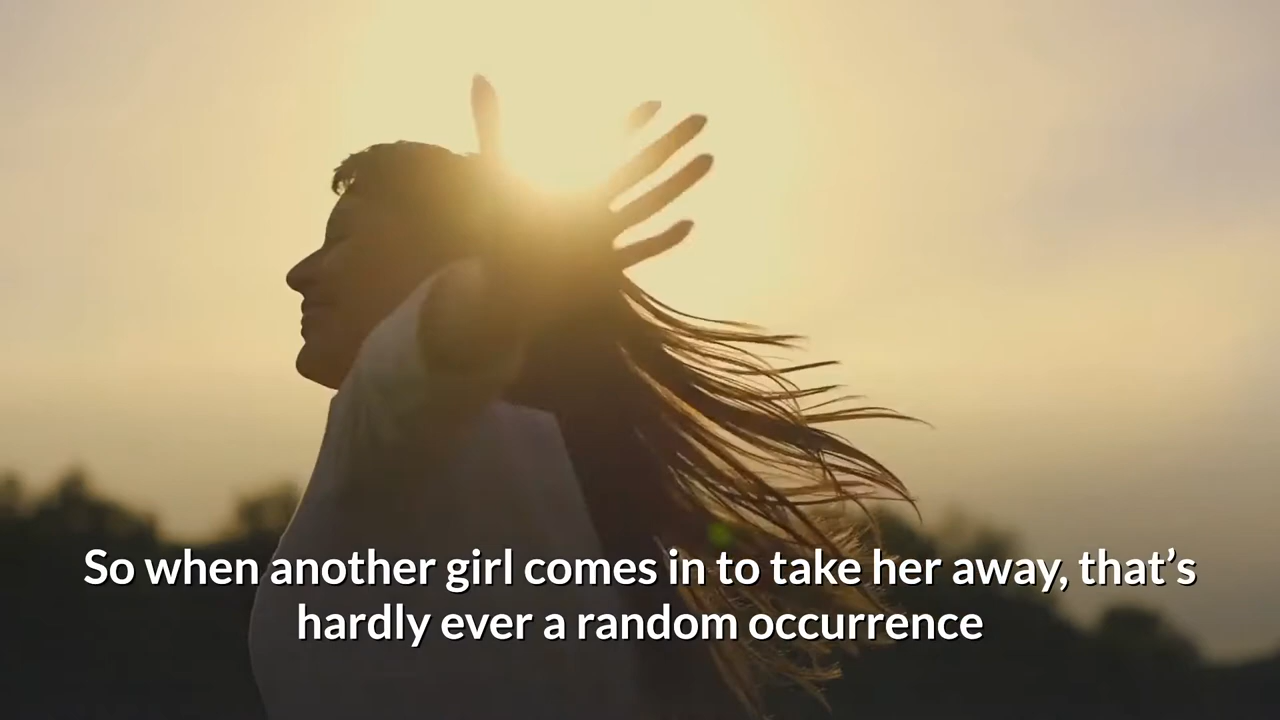 So when another girl comes in to take her away, that’s
hardly ever a random occurrence